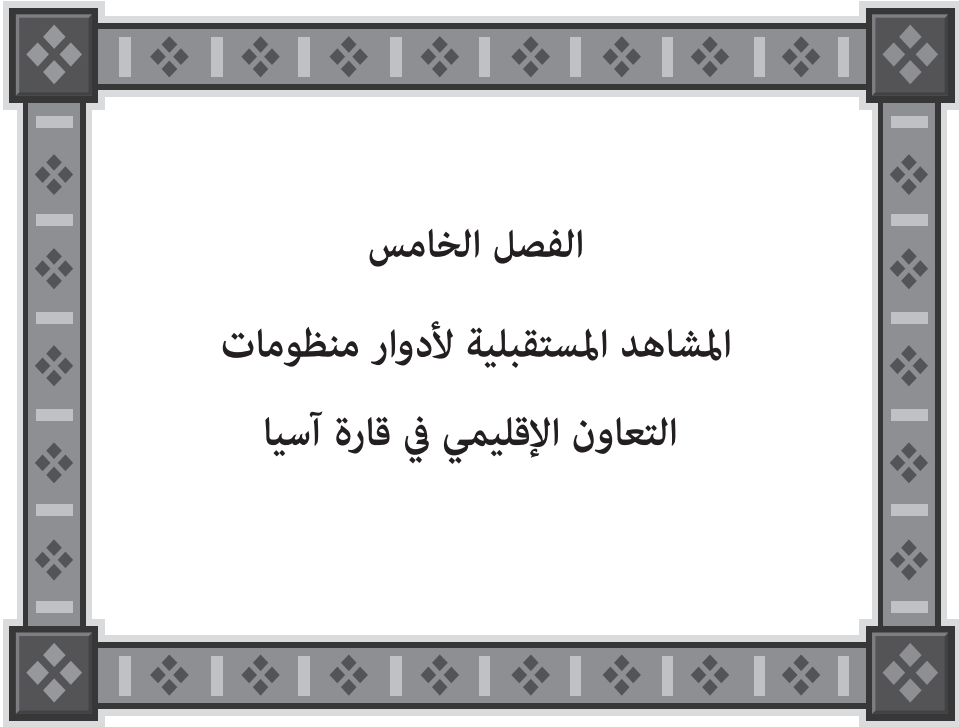 الفصل الخامس
المشاهد المستقبلية لأدوار منظومات
التعاون الإقليمي في قارة آسيا